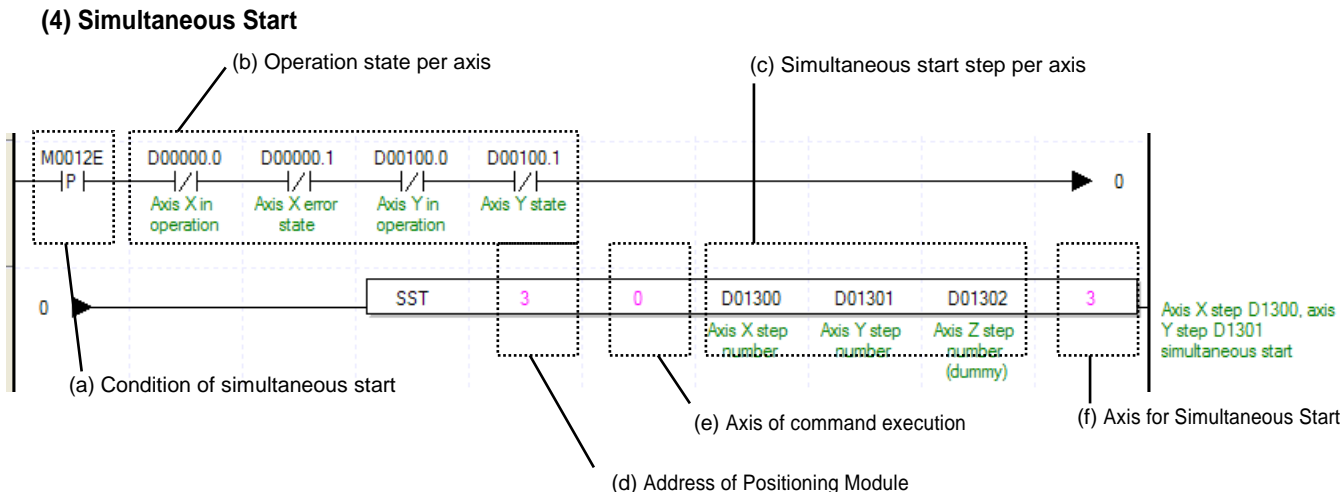 (4) Simultaneous Start
(b) Operation state per axis
(c) Simultaneous start step per axis
M0012E D00000.0 D00000.1 D00100.0 D00100.1
P
0
Axis X in
operation
Axis X error
state
Axis Y in
operation
Axis Y state
0
SST 3 0 D01300 D01301 D01302 3
Axis X step
number
Axis Y step
number
Axis Z step
number
(dummy)
Axis X step D1300, axis
Y step D1301
simultaneous start
(a) Condition of simultaneous start
(e) Axis of command execution
(f) Axis for Simultaneous Start
(d) Address of Positioning Module